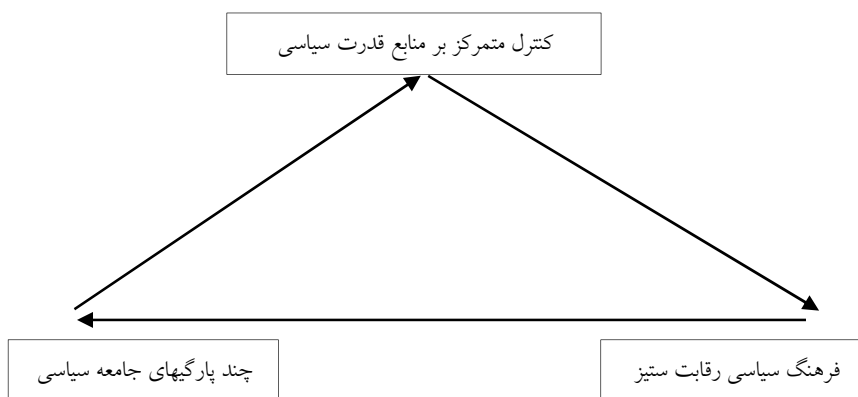 کنترل متمرکز بر منابع قدرت سیاسی
فرهنگ سیاسی رقابت ستیز
چند پارگیهای جامعه سیاسی